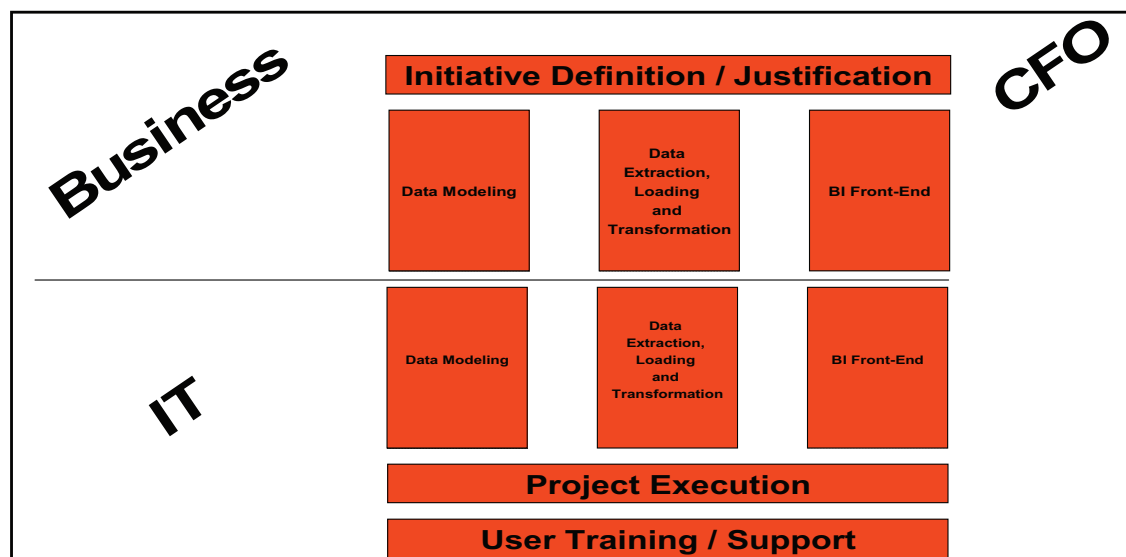 Business
CFO
Initiative Definition / Justification
Data Modeling
Data
Extraction,
Loading
and
Transformation
BI Front-End
IT
Data Modeling
Data
Extraction,
Loading
and
Transformation
BI Front-End
Project Execution
User Training / Support